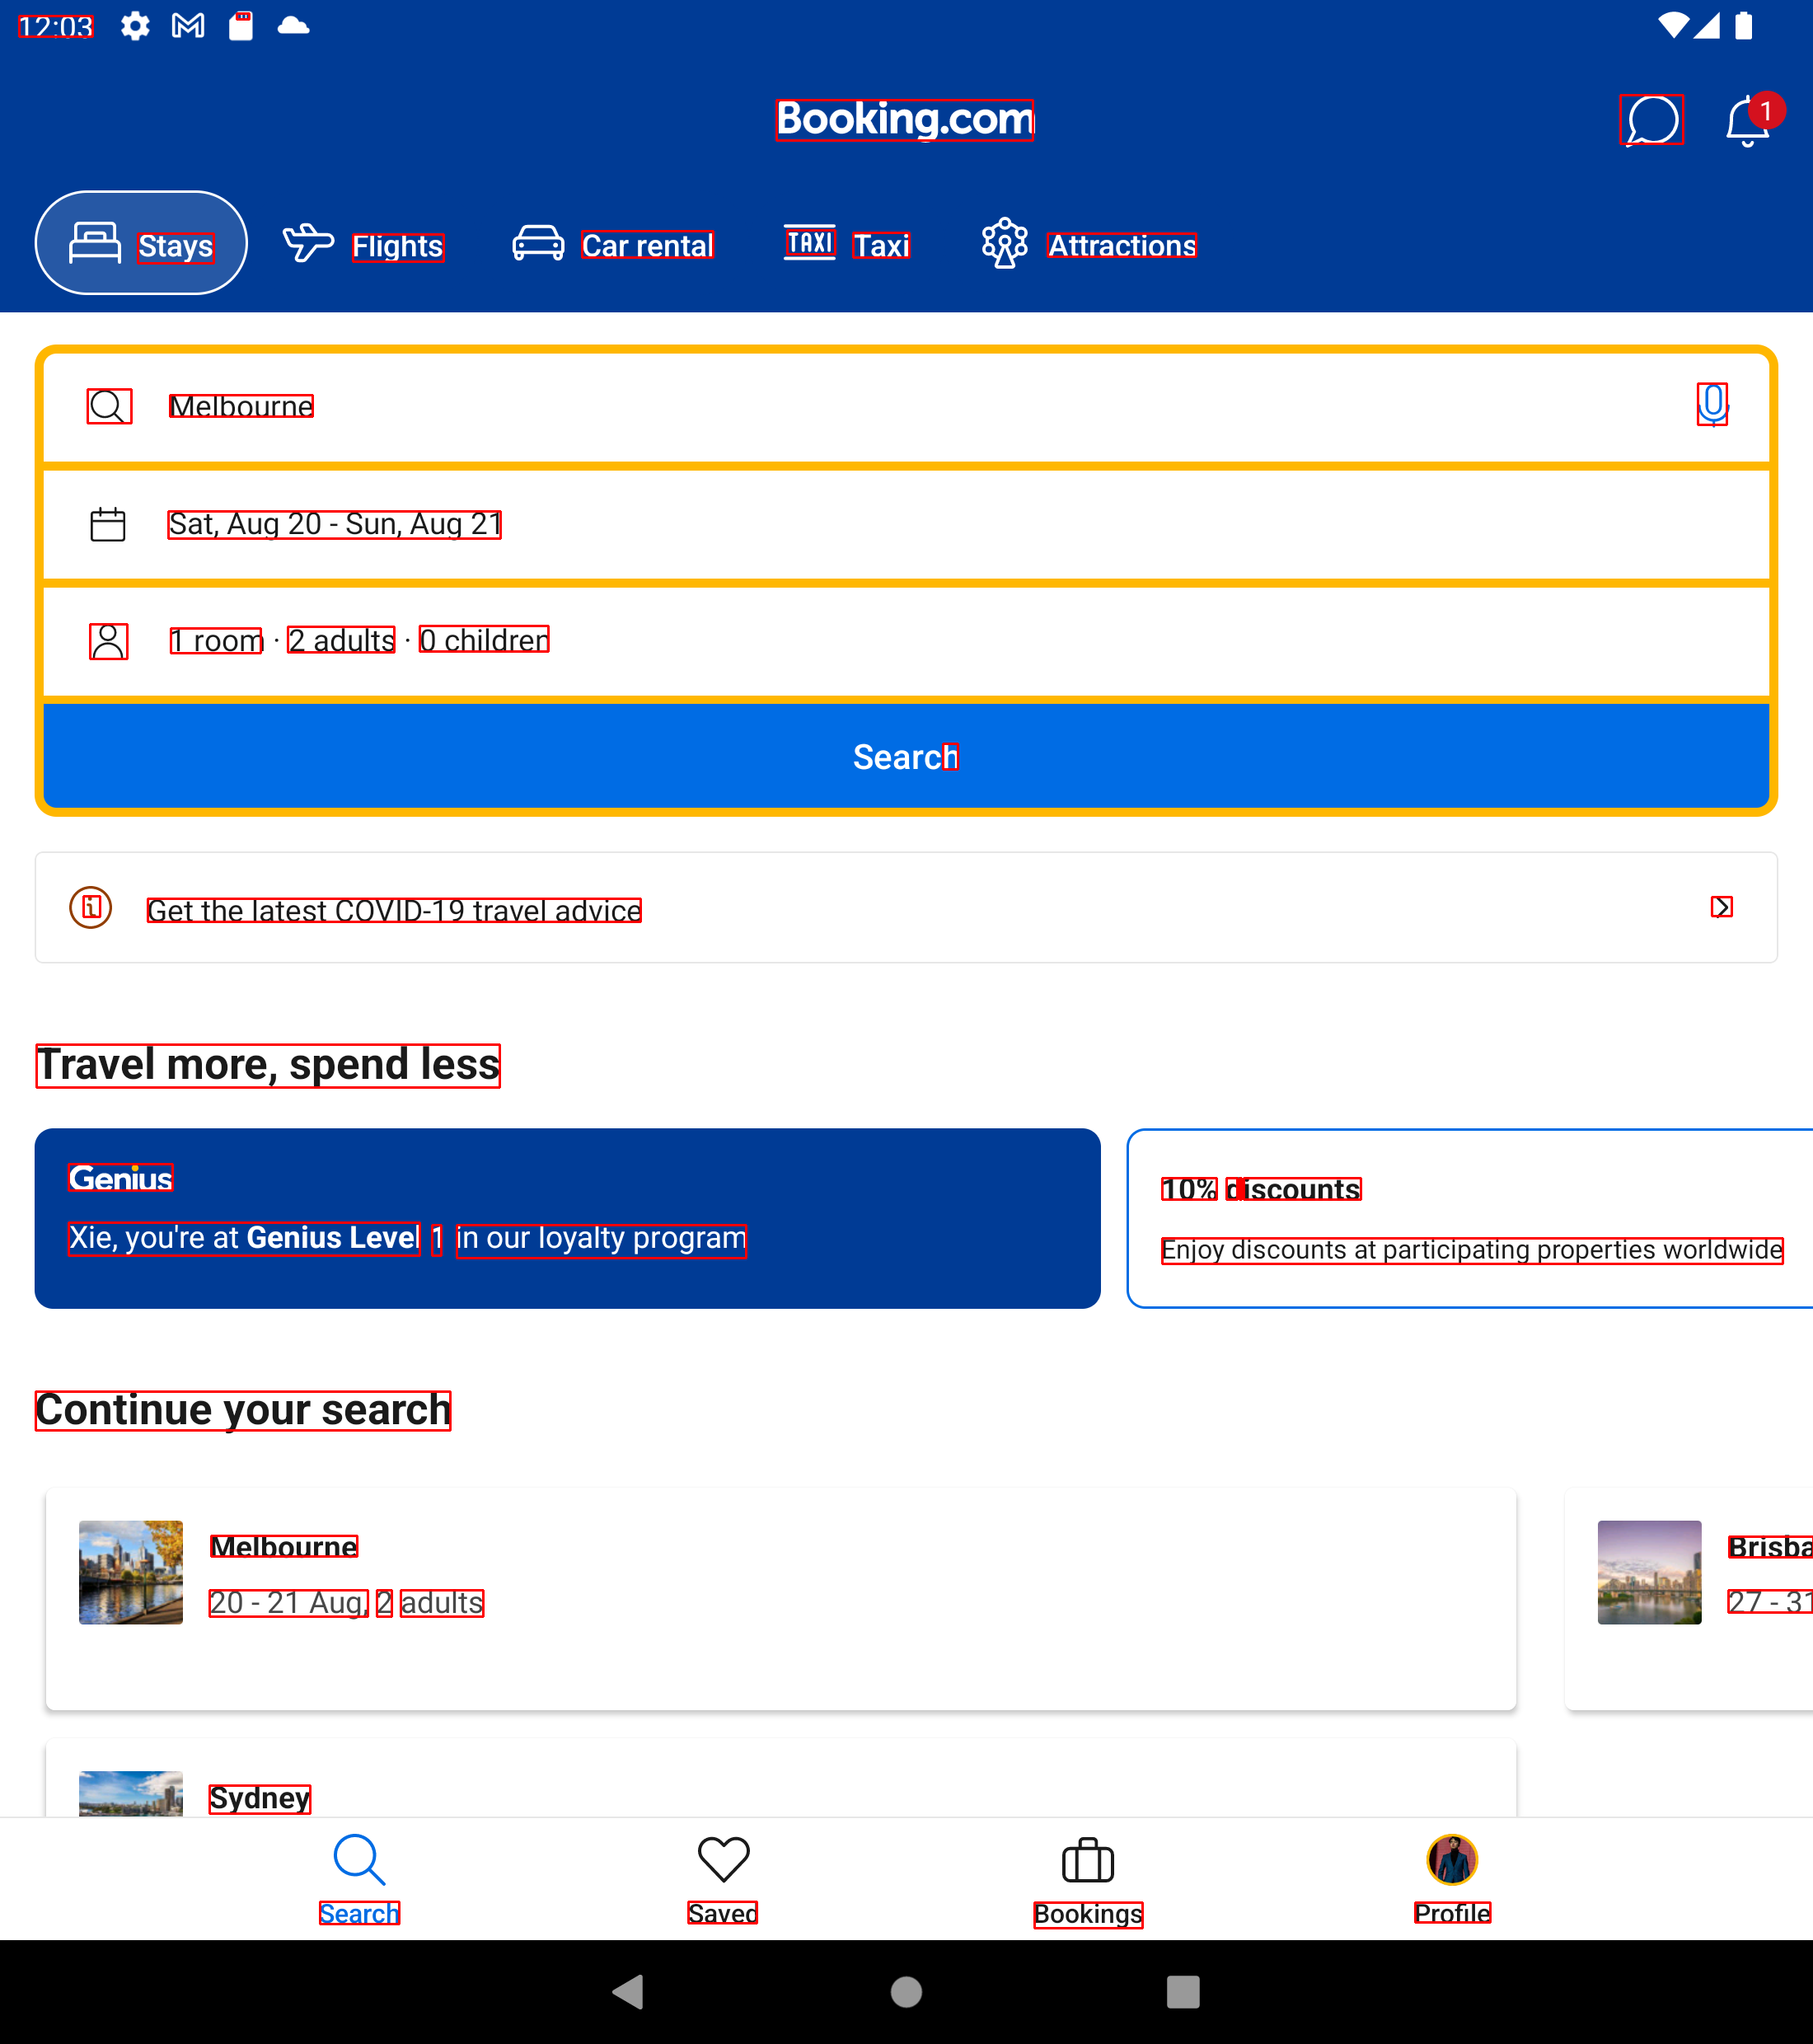 12:03
Booking.com
1
Stays Flights Car rental TAXI Taxi Attractions
Melbourne
Sat, Aug 20 - Sun, Aug 21
1 room · 2 adults · 0 children
Search
Get the latest COVID-19 travel advice
Travel more, spend less
Genius
Xie, you're at Genius Level 1 in our loyalty program
10% discounts
Enjoy discounts at participating properties worldwide
Continue your search
Melbourne
20 - 21 Aug, 2 adults
Brisba
27 - 31
Sydney
Search Saved Bookings Profile